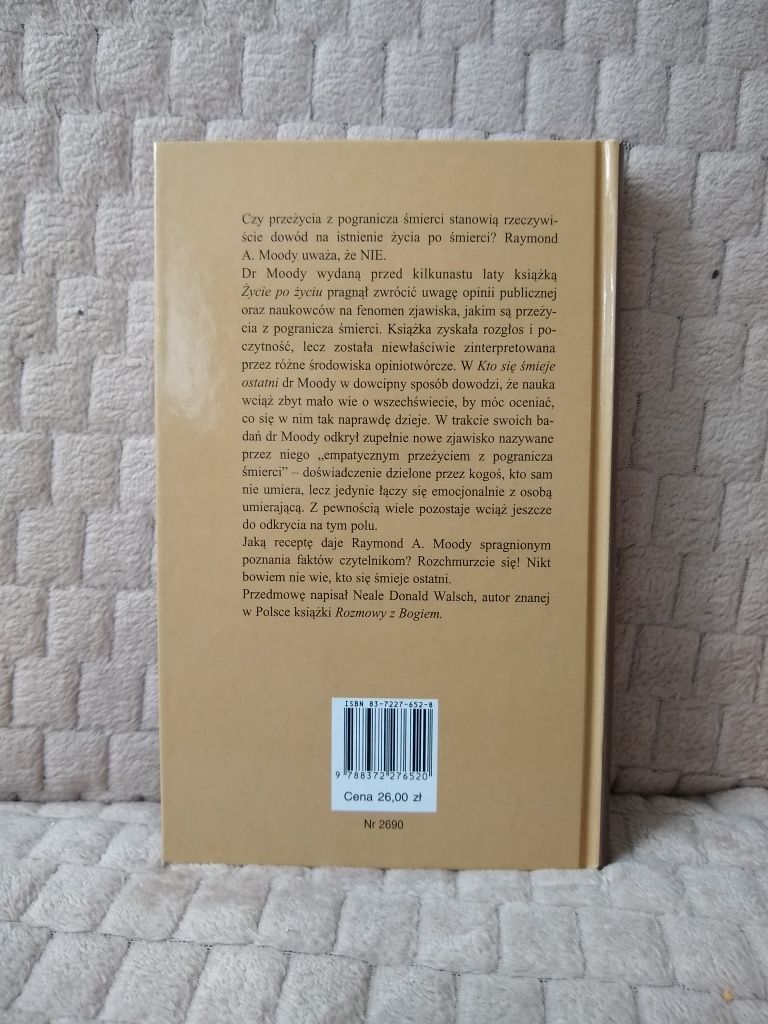 Czy przeżycia z pogranicza śmierci stanowią rzeczywi-
ście dowód na istnienie życia po śmierci? Raymond
A. Moody uważa, że NIE.
Dr Moody wydaną przed kilkunastu laty książką
Życie po życiu pragnął zwrócić uwagę opinii publicznej
oraz naukowców na fenomen zjawiska, jakim są przeży-
cia z pogranicza śmierci. Książka zyskała rozgłos i po-
czytność, lecz została niewłaściwie zinterpretowana
przez różne środowiska opiniotwórcze. W Kto się śmieje
ostatni dr Moody w dowcipny sposób dowodzi, że nauka
wciąż zbyt mało wie o wszechświecie, by móc oceniać,
co się w nim tak naprawdę dzieje. W trakcie swoich ba-
dań dr Moody odkrył zupełnie nowe zjawisko nazywane
przez niego „empatycznym przeżyciem z pogranicza
śmierci” – doświadczenie dzielone przez kogoś, kto sam
nie umiera, lecz jedynie łączy się emocjonalnie z osobą
umierającą. Z pewnością wiele pozostaje wciąż jeszcze
do odkrycia na tym polu.
Jaką receptę daje Raymond A. Moody spragnionym
poznania faktów czytelnikom? Rozchmurzcie się! Nikt
bowiem nie wie, kto się śmieje ostatni.
Przedmowę napisał Neale Donald Walsch, autor znanej
w Polsce książki Rozmowy z Bogiem.
ISBN 83-7227-652-8
9 788372 276520
Cena 26,00 zł
Nr 2690